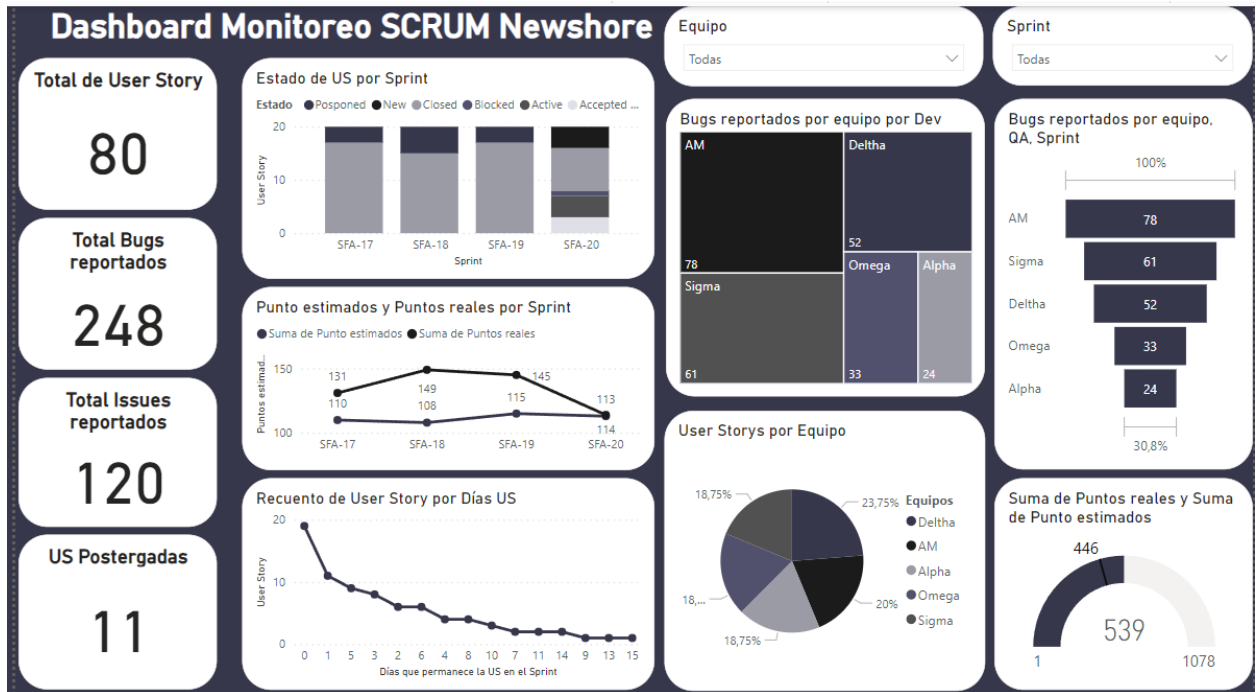 Dashboard Monitoreo SCRUM Newshore
Equipo
Todas
Sprint
Todas
Total de User Story
80
Total Bugs
reportados
248
Total Issues
reportados
120
US Postergadas
11
Estado de US por Sprint
Estado Posponed New Closed Blocked Active Accepted ...
User Story
20
10
0
SFA-17 SFA-18 SFA-19 SFA-20
Sprint
Punto estimados y Puntos reales por Sprint
Suma de Punto estimados Suma de Puntos reales
Puntos estimad...
150
100
131 149 145 113
110 108 115 114
SFA-17 SFA-18 SFA-19 SFA-20
Recuento de User Story por Días US
User Story
20
10
0
0 1 5 3 2 6 4 8 10 7 11 14 9 13 15
Días que permanece la US en el Sprint
Bugs reportados por equipo por Dev
AM
78
Deltha
52
Sigma
61
Omega
33
Alpha
24
User Storys por Equipo
18,75%
23,75%
18,...
20%
18,75%
Equipos
Deltha
AM
Alpha
Omega
Sigma
Bugs reportados por equipo,
QA, Sprint
100%
AM 78
Sigma 61
Deltha 52
Omega 33
Alpha 24
30,8%
Suma de Puntos reales y Suma
de Punto estimados
446
539
1 1078